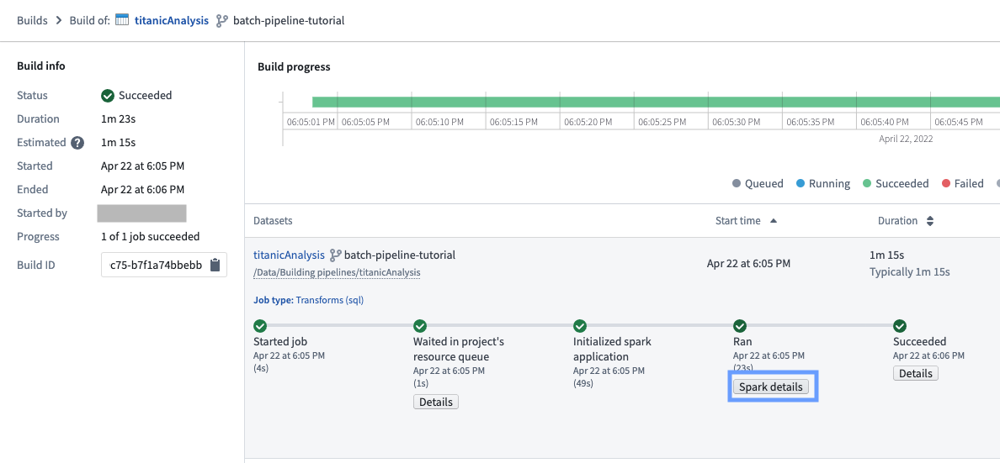 Builds > Build of: titanicAnalysis batch-pipeline-tutorial
Build info
Status Succeeded
Duration 1m 23s
Estimated ? 1m 15s
Started Apr 22 at 6:05 PM
Ended Apr 22 at 6:06 PM
Started by
Progress 1 of 1 job succeeded
Build ID c75-b7f1a74bbebb
Build progress
06:05:01 PM 06:05:05 PM 06:05:10 PM 06:05:15 PM 06:05:20 PM 06:05:25 PM 06:05:30 PM 06:05:35 PM 06:05:40 PM 06:05:45 PM
April 22, 2022
Queued Running Succeeded Failed
Datasets Start time Duration
titanicAnalysis batch-pipeline-tutorial
/Data/Building pipelines/titanicAnalysis
Apr 22 at 6:05 PM
1m 15s
Typically 1m 15s
Job type: Transforms (sql)
Started job
Apr 22 at 6:05 PM
(4s)
Waited in project's
resource queue
Apr 22 at 6:05 PM
(1s)
Details
Initialized spark
application
Apr 22 at 6:05 PM
(49s)
Ran
Apr 22 at 6:05 PM
(23s)
Spark details
Succeeded
Apr 22 at 6:06 PM
Details